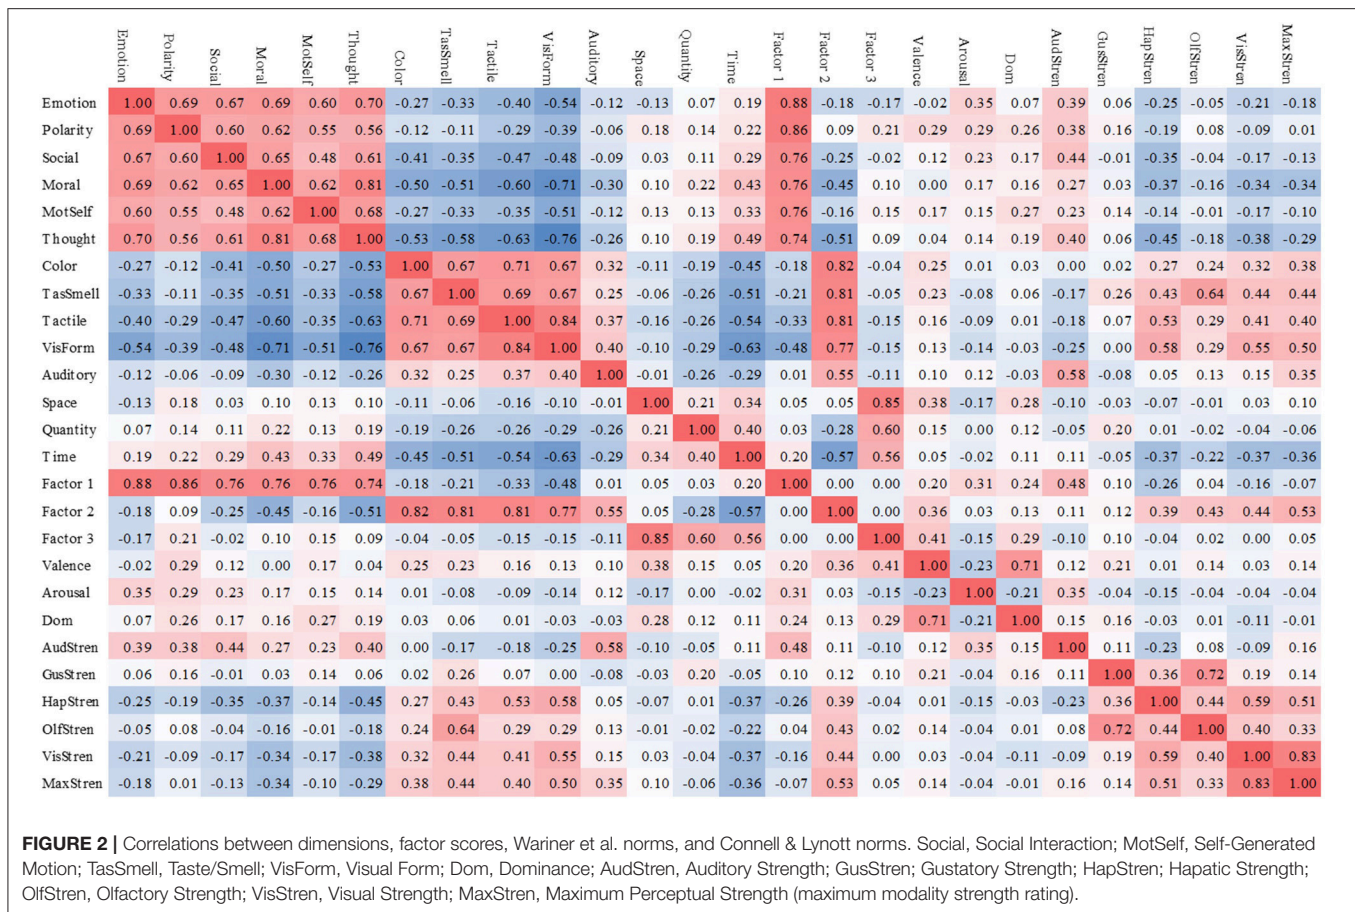 Emotion Polarity Social Moral MotSelf Thought Color TasSmell Tactile VisForm Auditory Space Quantity Time Factor 1 Factor 2 Factor 3 Valence Arousal Dom AudStren GusStren HapStren OlfStren VisStren MaxStren
Emotion 1.00 0.69 0.67 0.69 0.60 0.70 -0.27 -0.33 -0.40 -0.54 -0.12 -0.13 0.07 0.19 0.88 -0.18 -0.17 -0.02 0.35 0.07 0.39 0.06 -0.25 -0.05 -0.21 -0.18
Polarity 0.69 1.00 0.60 0.62 0.55 0.56 -0.12 -0.11 -0.29 -0.39 -0.06 0.18 0.14 0.22 0.86 0.09 0.21 0.29 0.29 0.26 0.38 0.16 -0.19 0.08 -0.09 0.01
Social 0.67 0.60 1.00 0.65 0.48 0.61 -0.41 -0.35 -0.47 -0.48 -0.09 0.03 0.11 0.29 0.76 -0.25 -0.02 0.12 0.23 0.17 0.44 -0.01 -0.35 -0.04 -0.17 -0.13
Moral 0.69 0.62 0.65 1.00 0.62 0.81 -0.50 -0.51 -0.60 -0.71 -0.30 0.10 0.22 0.43 0.76 -0.45 0.10 0.00 0.17 0.16 0.27 0.03 -0.37 -0.16 -0.34 -0.34
MotSelf 0.60 0.55 0.48 0.62 1.00 0.68 -0.27 -0.33 -0.35 -0.51 -0.12 0.13 0.13 0.33 0.76 -0.16 0.15 0.17 0.15 0.27 0.23 0.14 -0.14 -0.01 -0.17 -0.10
Thought 0.70 0.56 0.61 0.81 0.68 1.00 -0.53 -0.58 -0.63 -0.76 -0.26 0.10 0.19 0.49 0.74 -0.51 0.09 0.04 0.14 0.19 0.40 0.06 -0.45 -0.18 -0.38 -0.29
Color -0.27 -0.12 -0.41 -0.50 -0.27 -0.53 1.00 0.67 0.71 0.67 0.32 -0.11 -0.19 -0.45 -0.18 0.82 -0.04 0.25 0.01 0.03 0.00 0.02 0.27 0.24 0.32 0.38
TasSmell -0.33 -0.11 -0.35 -0.51 -0.33 -0.58 0.67 1.00 0.69 0.67 0.25 -0.06 -0.26 -0.51 -0.21 0.81 -0.05 0.23 -0.08 0.06 -0.17 0.26 0.43 0.64 0.44 0.44
Tactile -0.40 -0.29 -0.47 -0.60 -0.35 -0.63 0.71 0.69 1.00 0.84 0.37 -0.16 -0.26 -0.54 -0.33 0.81 -0.15 0.16 -0.09 0.01 -0.18 0.07 0.53 0.29 0.41 0.40
VisForm -0.54 -0.39 -0.48 -0.71 -0.51 -0.76 0.67 0.67 0.84 1.00 0.40 -0.10 -0.29 -0.63 -0.48 0.77 -0.15 0.13 -0.14 -0.03 -0.25 0.00 0.58 0.29 0.55 0.50
Auditory -0.12 -0.06 -0.09 -0.30 -0.12 -0.26 0.32 0.25 0.37 0.40 1.00 -0.01 -0.26 -0.29 0.01 0.55 -0.11 0.10 0.12 -0.03 0.58 -0.08 0.05 0.13 0.15 0.35
Space -0.13 0.18 0.03 0.10 0.13 0.10 -0.11 -0.06 -0.16 -0.10 -0.01 1.00 0.21 0.34 0.05 0.05 0.85 0.38 -0.17 0.28 -0.10 -0.03 -0.07 -0.01 0.03 0.10
Quantity 0.07 0.14 0.11 0.22 0.13 0.19 -0.19 -0.26 -0.26 -0.29 -0.26 0.21 1.00 0.40 0.03 -0.28 0.60 0.15 0.00 0.12 -0.05 0.20 0.01 -0.02 -0.04 -0.06
Time 0.19 0.22 0.29 0.43 0.33 0.49 -0.45 -0.51 -0.54 -0.63 -0.29 0.34 0.40 1.00 0.20 -0.57 0.56 0.05 -0.02 0.11 0.11 -0.05 -0.37 -0.22 -0.37 -0.36
Factor 1 0.88 0.86 0.76 0.76 0.76 0.74 -0.18 -0.21 -0.33 -0.48 0.01 0.05 0.03 0.20 1.00 0.00 0.00 0.20 0.31 0.24 0.48 0.10 -0.26 0.04 -0.16 -0.07
Factor 2 -0.18 0.09 -0.25 -0.45 -0.16 -0.51 0.82 0.81 0.81 0.77 0.55 0.05 -0.28 -0.57 0.00 1.00 0.00 0.36 0.03 0.13 0.11 0.12 0.39 0.43 0.44 0.53
Factor 3 -0.17 0.21 -0.02 0.10 0.15 0.09 -0.04 -0.05 -0.15 -0.15 -0.11 0.85 0.60 0.56 0.00 0.00 1.00 0.41 -0.15 0.29 -0.10 0.10 -0.04 0.02 0.00 0.05
Valence -0.02 0.29 0.12 0.00 0.17 0.04 0.25 0.23 0.16 0.13 0.10 0.38 0.15 0.05 0.20 0.36 0.41 1.00 -0.23 0.71 0.12 0.21 0.01 0.14 0.03 0.14
Arousal 0.35 0.29 0.23 0.17 0.15 0.14 0.01 -0.08 -0.09 -0.14 0.12 -0.17 0.00 -0.02 0.31 0.03 -0.15 -0.23 1.00 -0.21 0.35 -0.04 -0.15 -0.04 -0.04 -0.04
Dom 0.07 0.26 0.17 0.16 0.27 0.19 0.03 0.06 0.01 -0.03 -0.03 0.28 0.12 0.11 0.24 0.13 0.29 0.71 -0.21 1.00 0.15 0.16 -0.03 0.01 -0.11 -0.01
AudStren 0.39 0.38 0.44 0.27 0.23 0.40 0.00 -0.17 -0.18 -0.25 0.58 -0.10 -0.05 0.11 0.48 0.11 -0.10 0.12 0.35 0.15 1.00 0.11 -0.23 0.08 -0.09 0.16
GusStren 0.06 0.16 -0.01 0.03 0.14 0.06 0.02 0.26 0.07 0.00 -0.08 -0.03 0.20 -0.05 0.10 0.12 0.10 0.21 -0.04 0.16 0.11 1.00 0.36 0.72 0.19 0.14
HapStren -0.25 -0.19 -0.35 -0.37 -0.14 -0.45 0.27 0.43 0.53 0.58 0.05 -0.07 0.01 -0.37 -0.26 0.39 -0.04 0.01 -0.15 -0.03 -0.23 0.36 1.00 0.44 0.59 0.51
OlfStren -0.05 0.08 -0.04 -0.16 -0.01 -0.18 0.24 0.64 0.29 0.29 0.13 -0.01 -0.02 -0.22 0.04 0.43 0.02 0.14 -0.04 0.01 0.08 0.72 0.44 1.00 0.40 0.33
VisStren -0.21 -0.09 -0.17 -0.34 -0.17 -0.38 0.32 0.44 0.41 0.55 0.15 0.03 -0.04 -0.37 -0.16 0.44 0.00 0.03 -0.04 -0.11 -0.09 0.19 0.59 0.40 1.00 0.83
MaxStren -0.18 0.01 -0.13 -0.34 -0.10 -0.29 0.38 0.44 0.40 0.50 0.35 0.10 -0.06 -0.36 -0.07 0.53 0.05 0.14 -0.04 -0.01 0.16 0.14 0.51 0.33 0.83 1.00
FIGURE 2 | Correlations between dimensions, factor scores, Wariner et al. norms, and Connell & Lynott norms. Social, Social Interaction; MotSelf, Self-Generated
Motion; TasSmell, Taste/Smell; VisForm, Visual Form; Dom, Dominance; AudStren, Auditory Strength; GusStren; Gustatory Strength; HapStren; Hapatic Strength;
OlfStren, Olfactory Strength; VisStren, Visual Strength; MaxStren, Maximum Perceptual Strength (maximum modality strength rating).